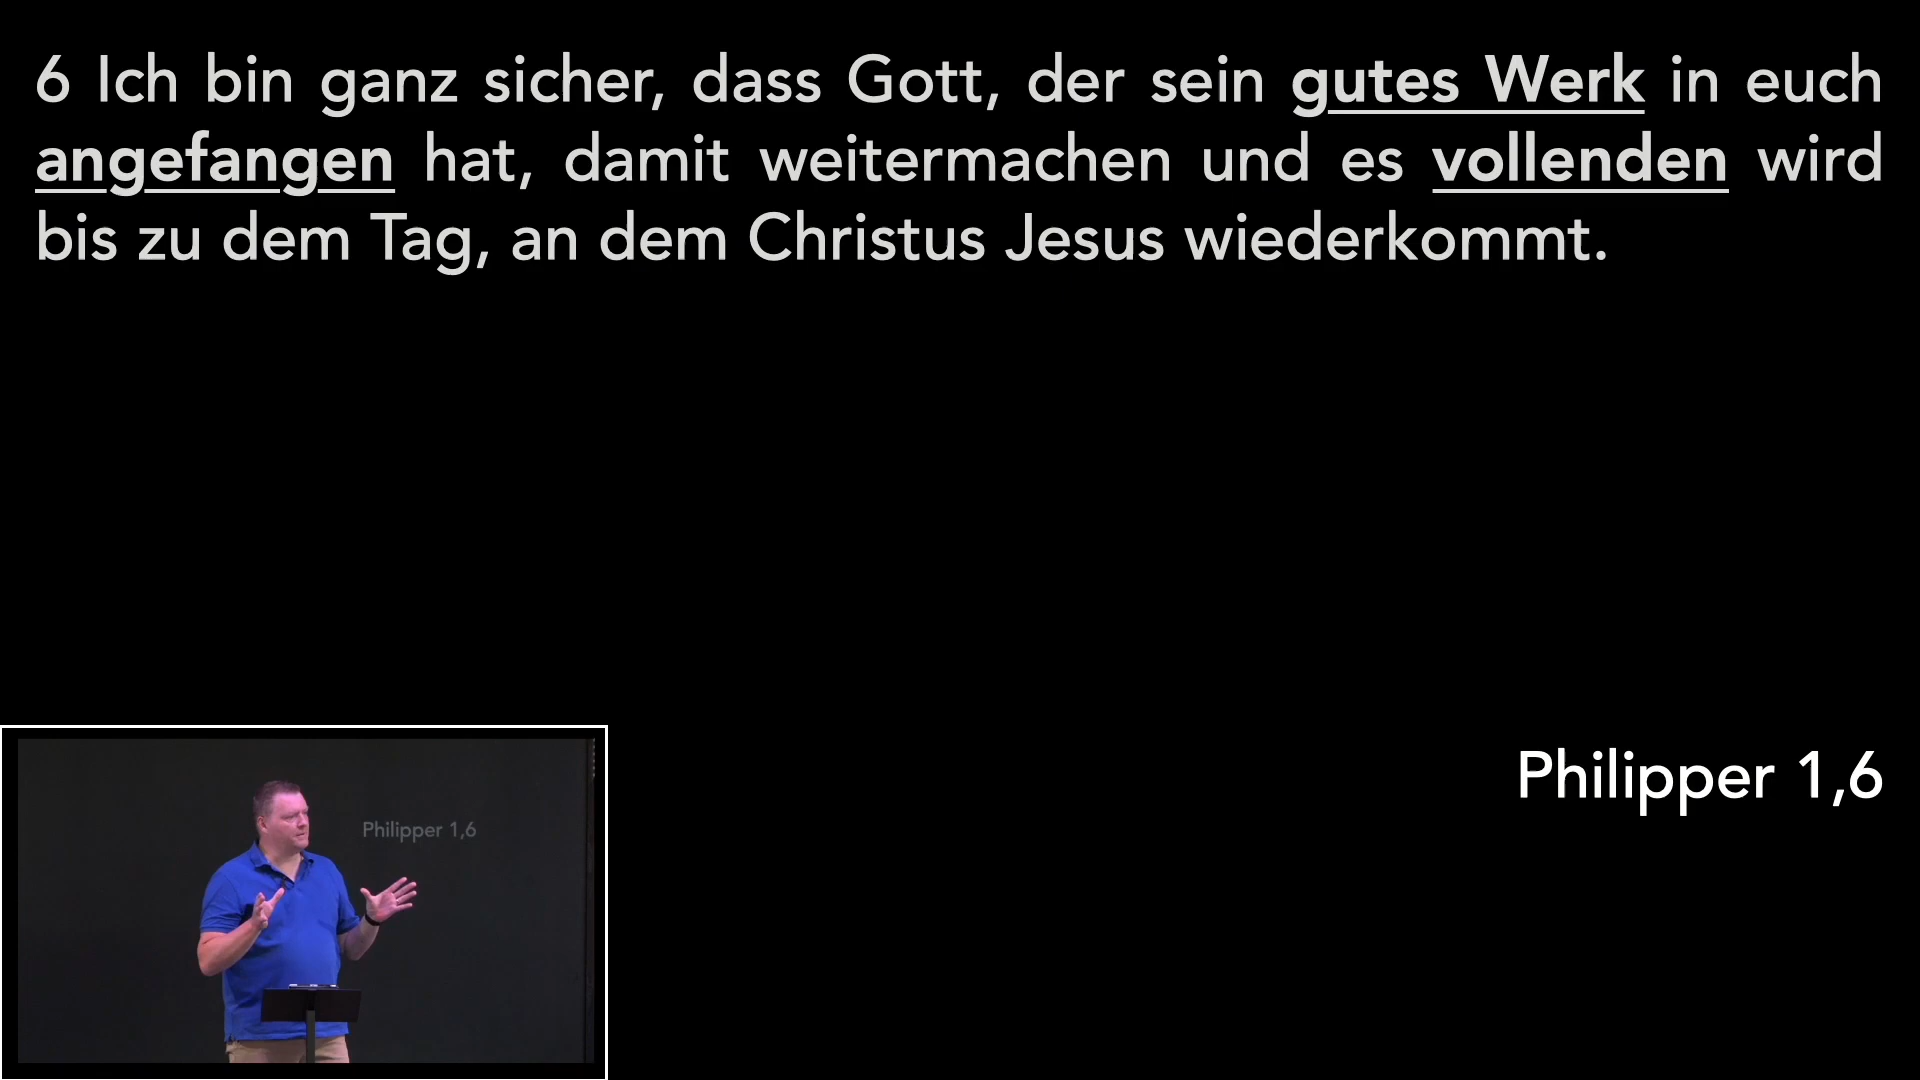 6 Ich bin ganz sicher, dass Gott, der sein gutes Werk in euch
angefangen hat, damit weitermachen und es vollenden wird
bis zu dem Tag, an dem Christus Jesus wiederkommt.
Philipper 1,6
Philipper 1,6